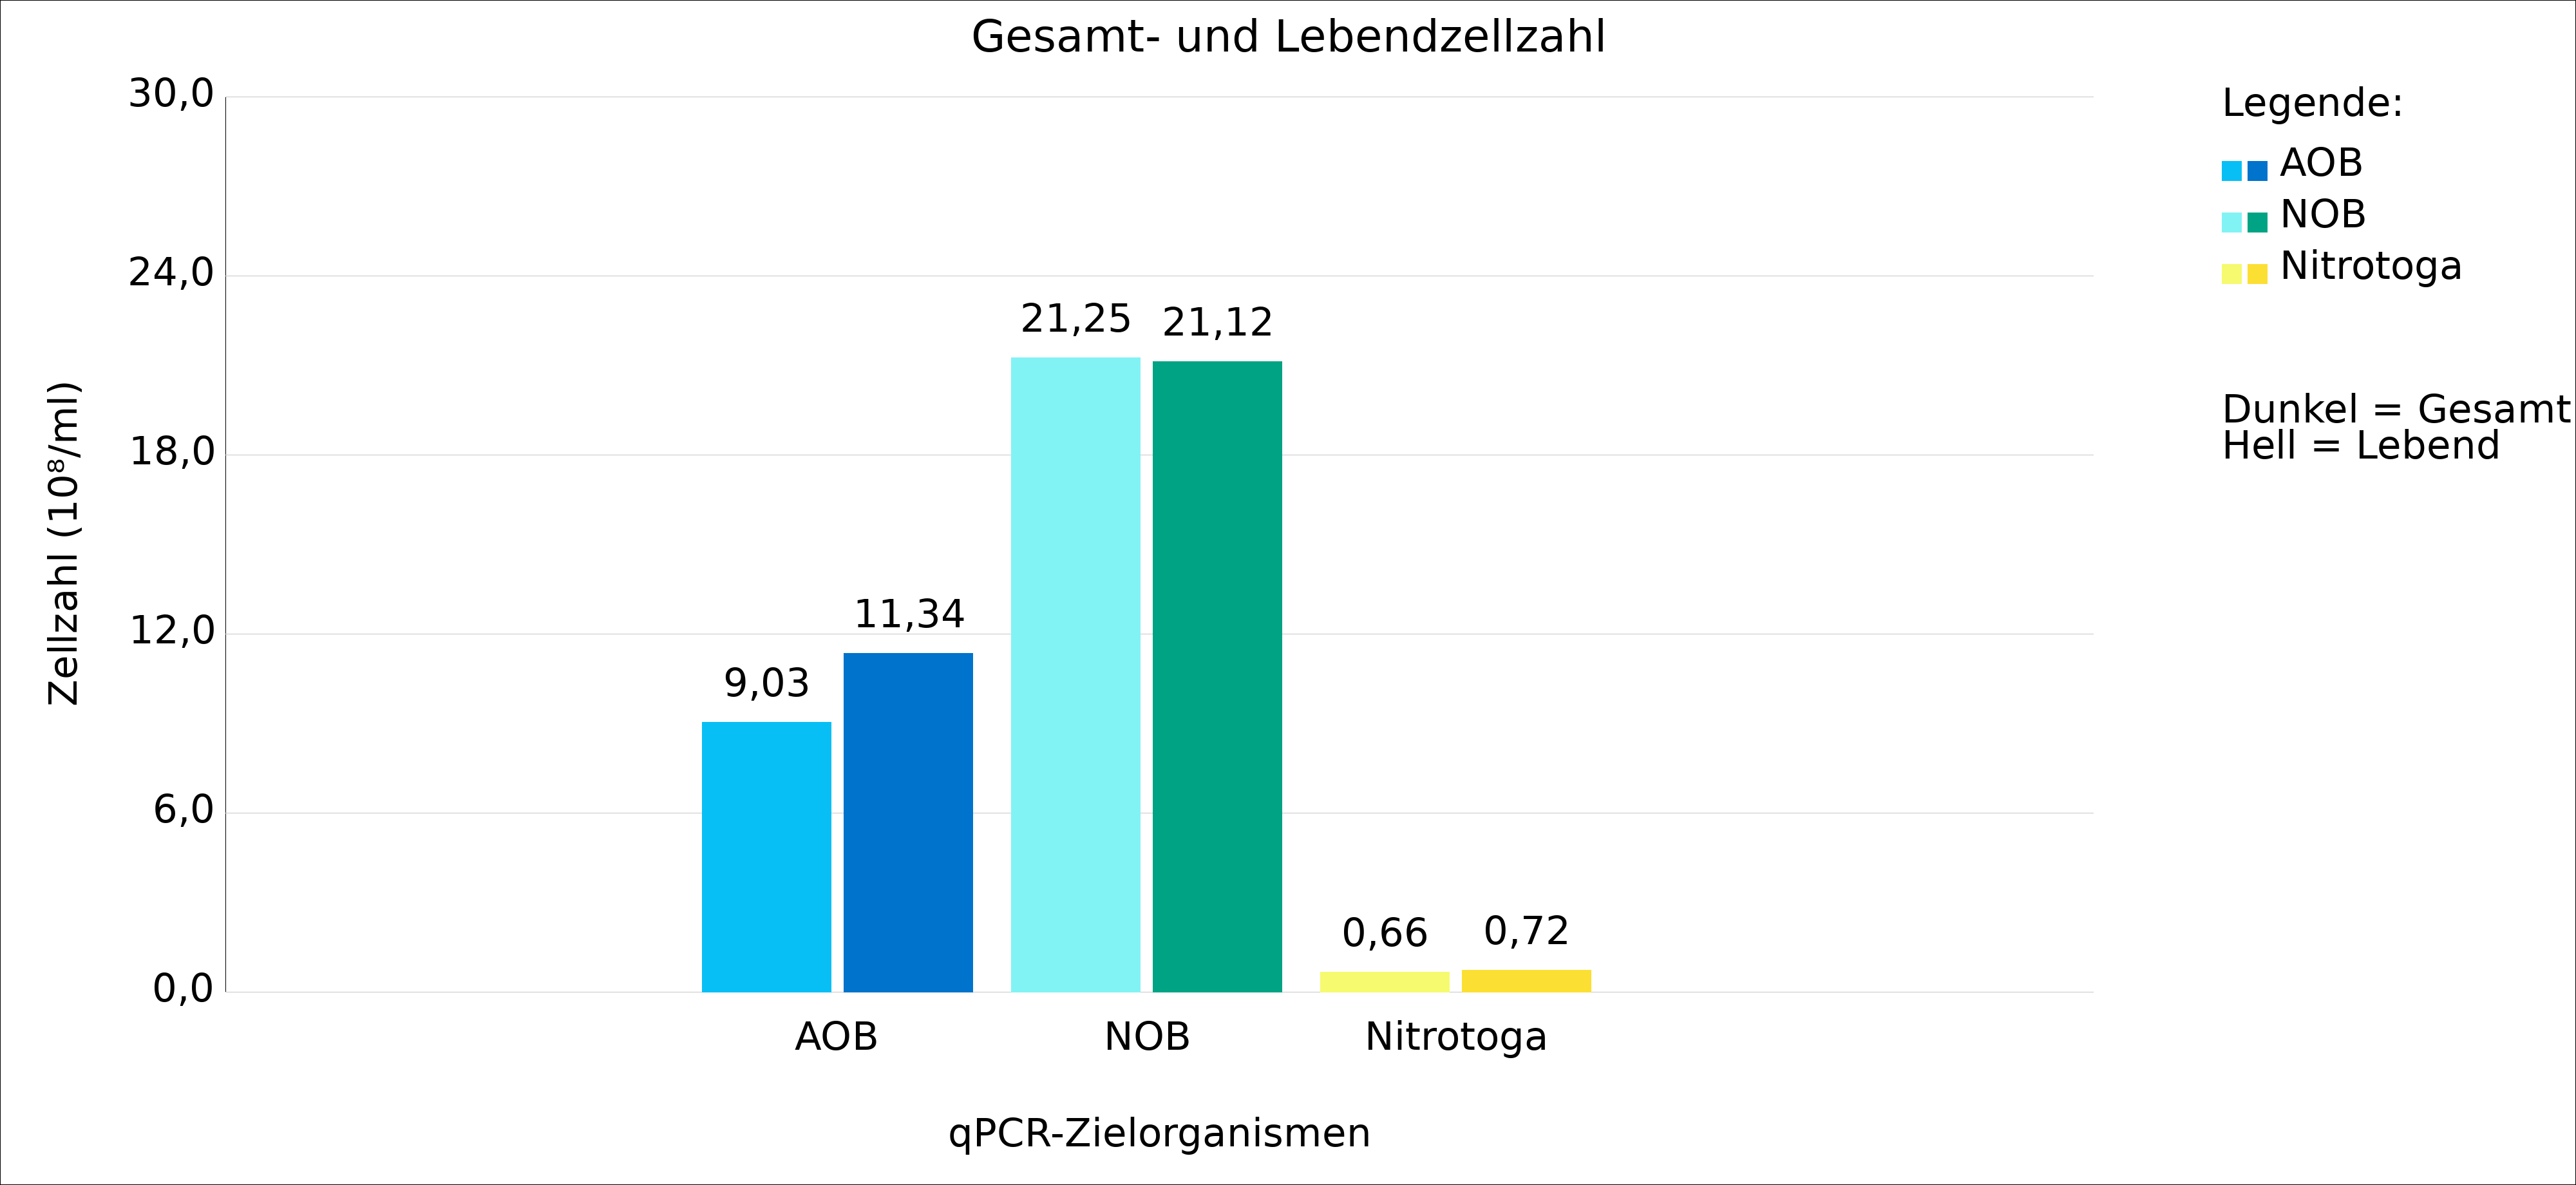 Gesamt- und Lebendzellzahl
Zellzahl (10⁸/ml)
30,0
24,0
18,0
12,0
6,0
0,0
9,03
11,34
21,25
21,12
0,66
0,72
AOB
NOB
Nitrotoga
qPCR-Zielorganismen
Legende:
AOB
NOB
Nitrotoga
Dunkel = Gesamt
Hell = Lebend